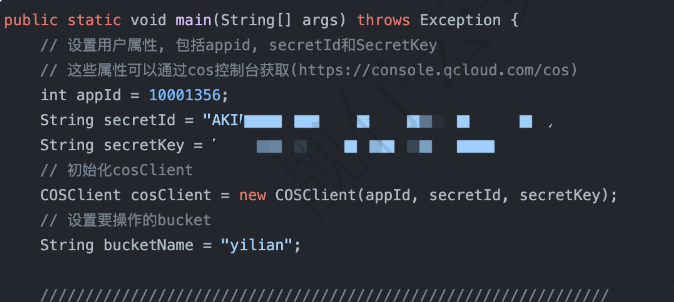 public static void main(String[] args) throws Exception {
// 设置用户属性, 包括appid, secretId和SecretKey
// 这些属性可以通过cos控制台获取(https://console.qcloud.com/cos)
int appId = 10001356;
String secretId = "AKI
String secretKey =
// 初始化cosClient
COSClient cosClient = new COSClient(appId, secretId, secretKey);
// 设置要操作的bucket
String bucketName = "yilian";
///////////////////////////////////////////////////////////////